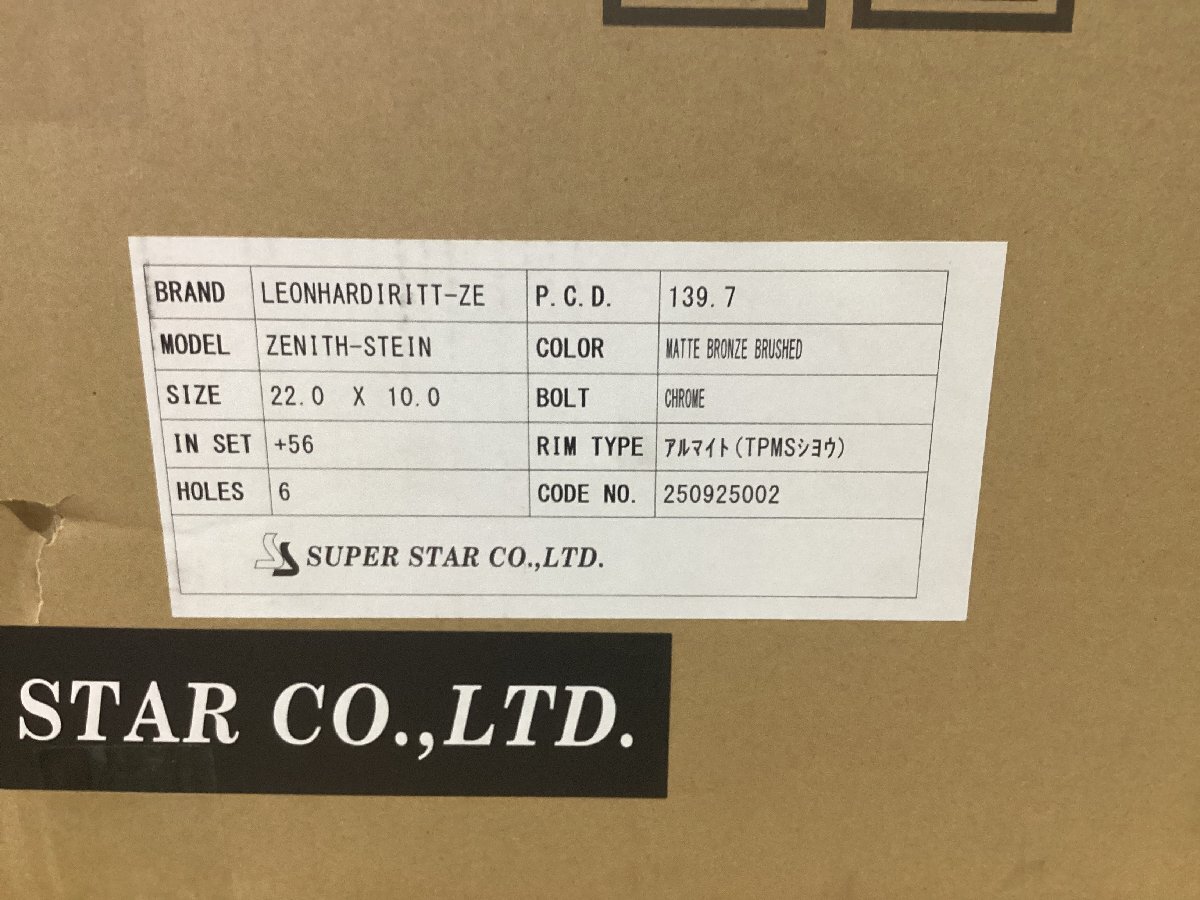 BRAND LEONHARDIRITT-ZE P.C.D. 139.7
MODEL ZENITH-STEIN COLOR MATTE BRONZE BRUSHED
SIZE 22.0 X 10.0 BOLT CHROME
IN SET +56 RIM TYPE アルマイト(TPMSショウ)
HOLES 6 CODE NO. 250925002
SUPER STAR CO.,LTD.
STAR CO.,LTD.